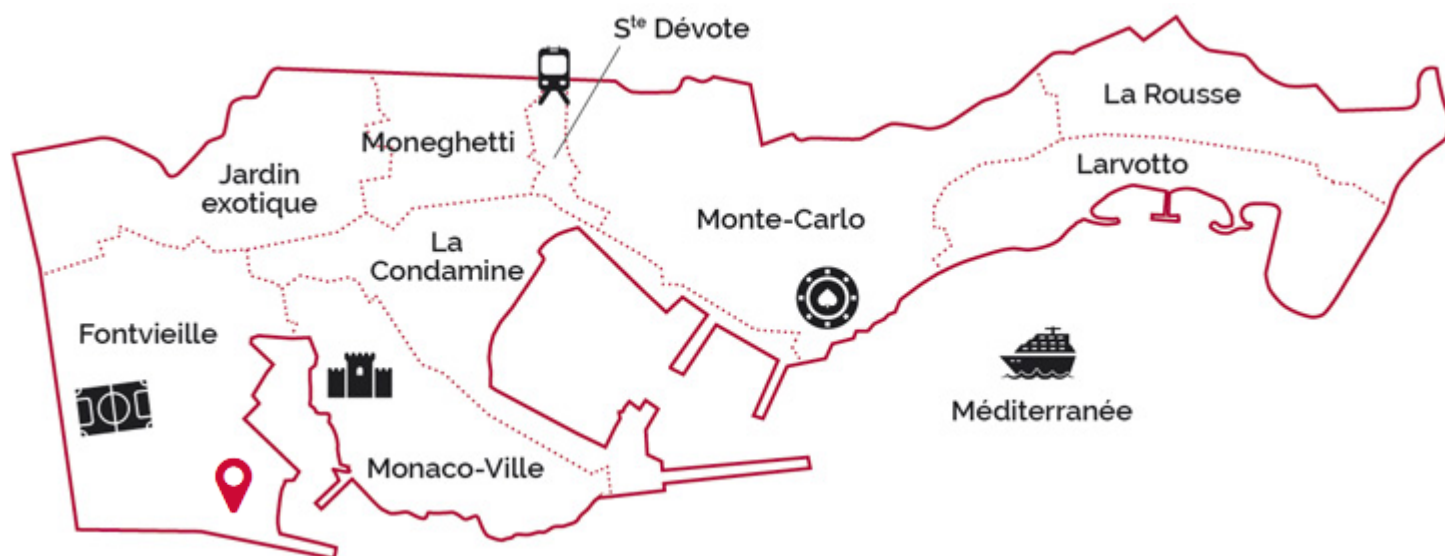 Sᵗᵉ Dévote
La Rousse
Moneghetti
Larvotto
Jardin
exotique
Monte-Carlo
La
Condamine
Fontvieille
Méditerranée
Monaco-Ville